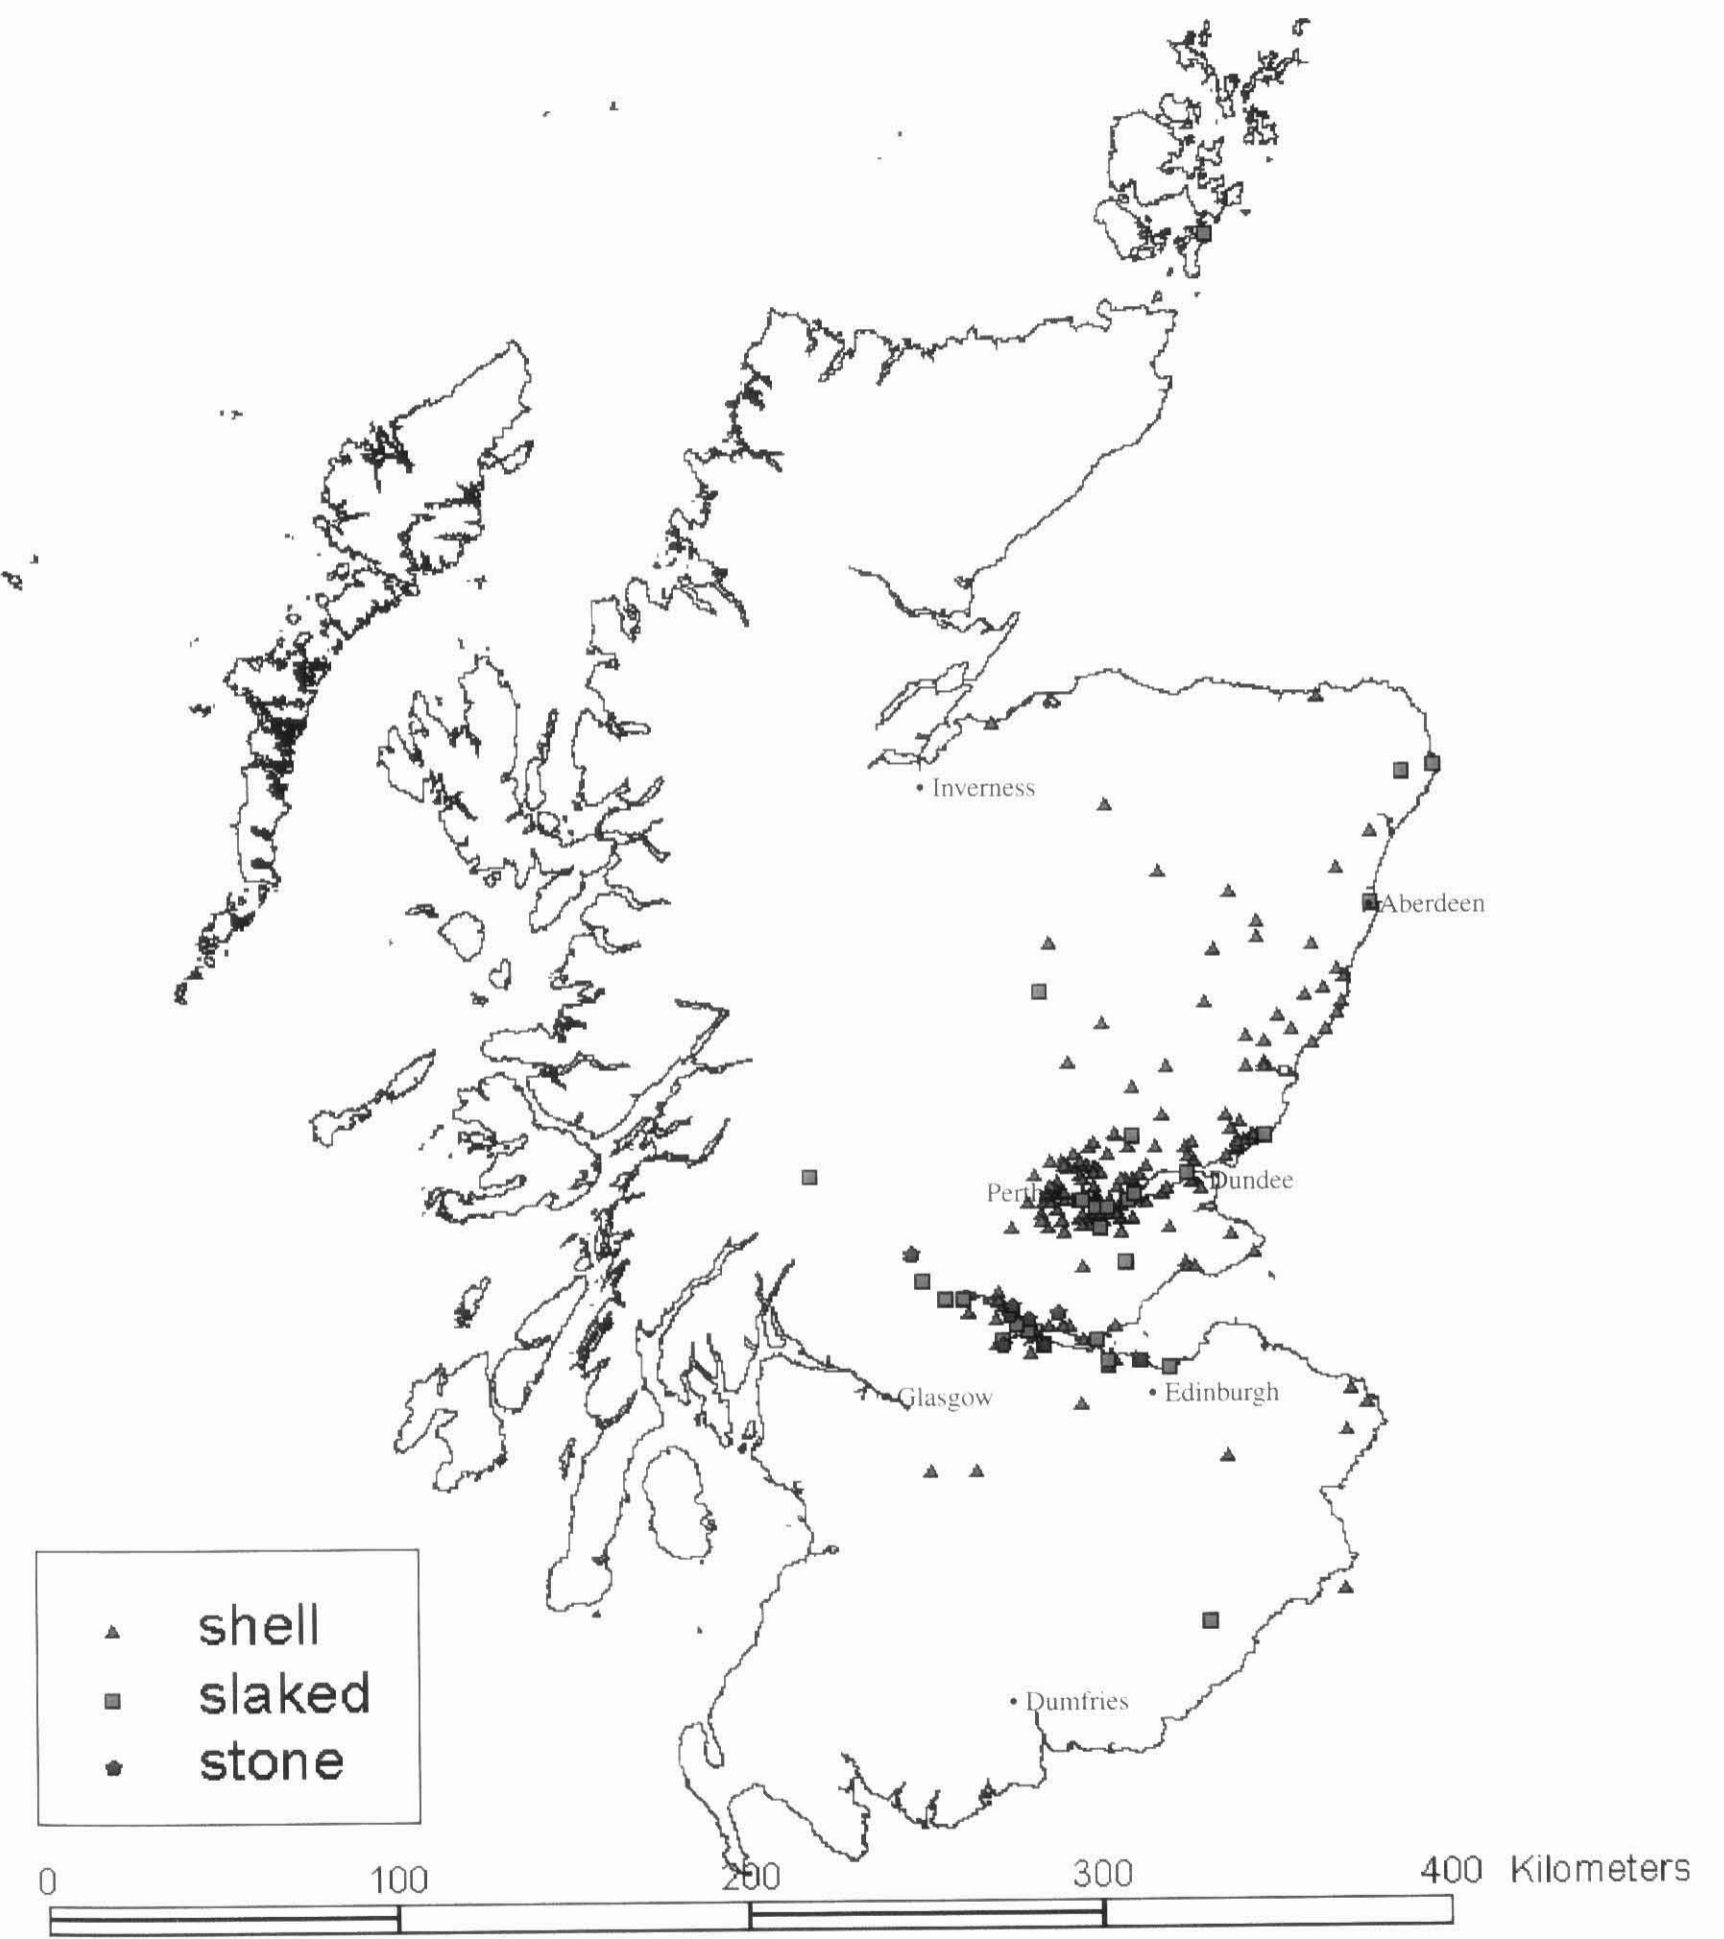 Inverness
Aberdeen
Perth
Dundee
Glasgow
Edinburgh
shell
slaked
stone
Dumfries
0 100 200 300 400 Kilometers